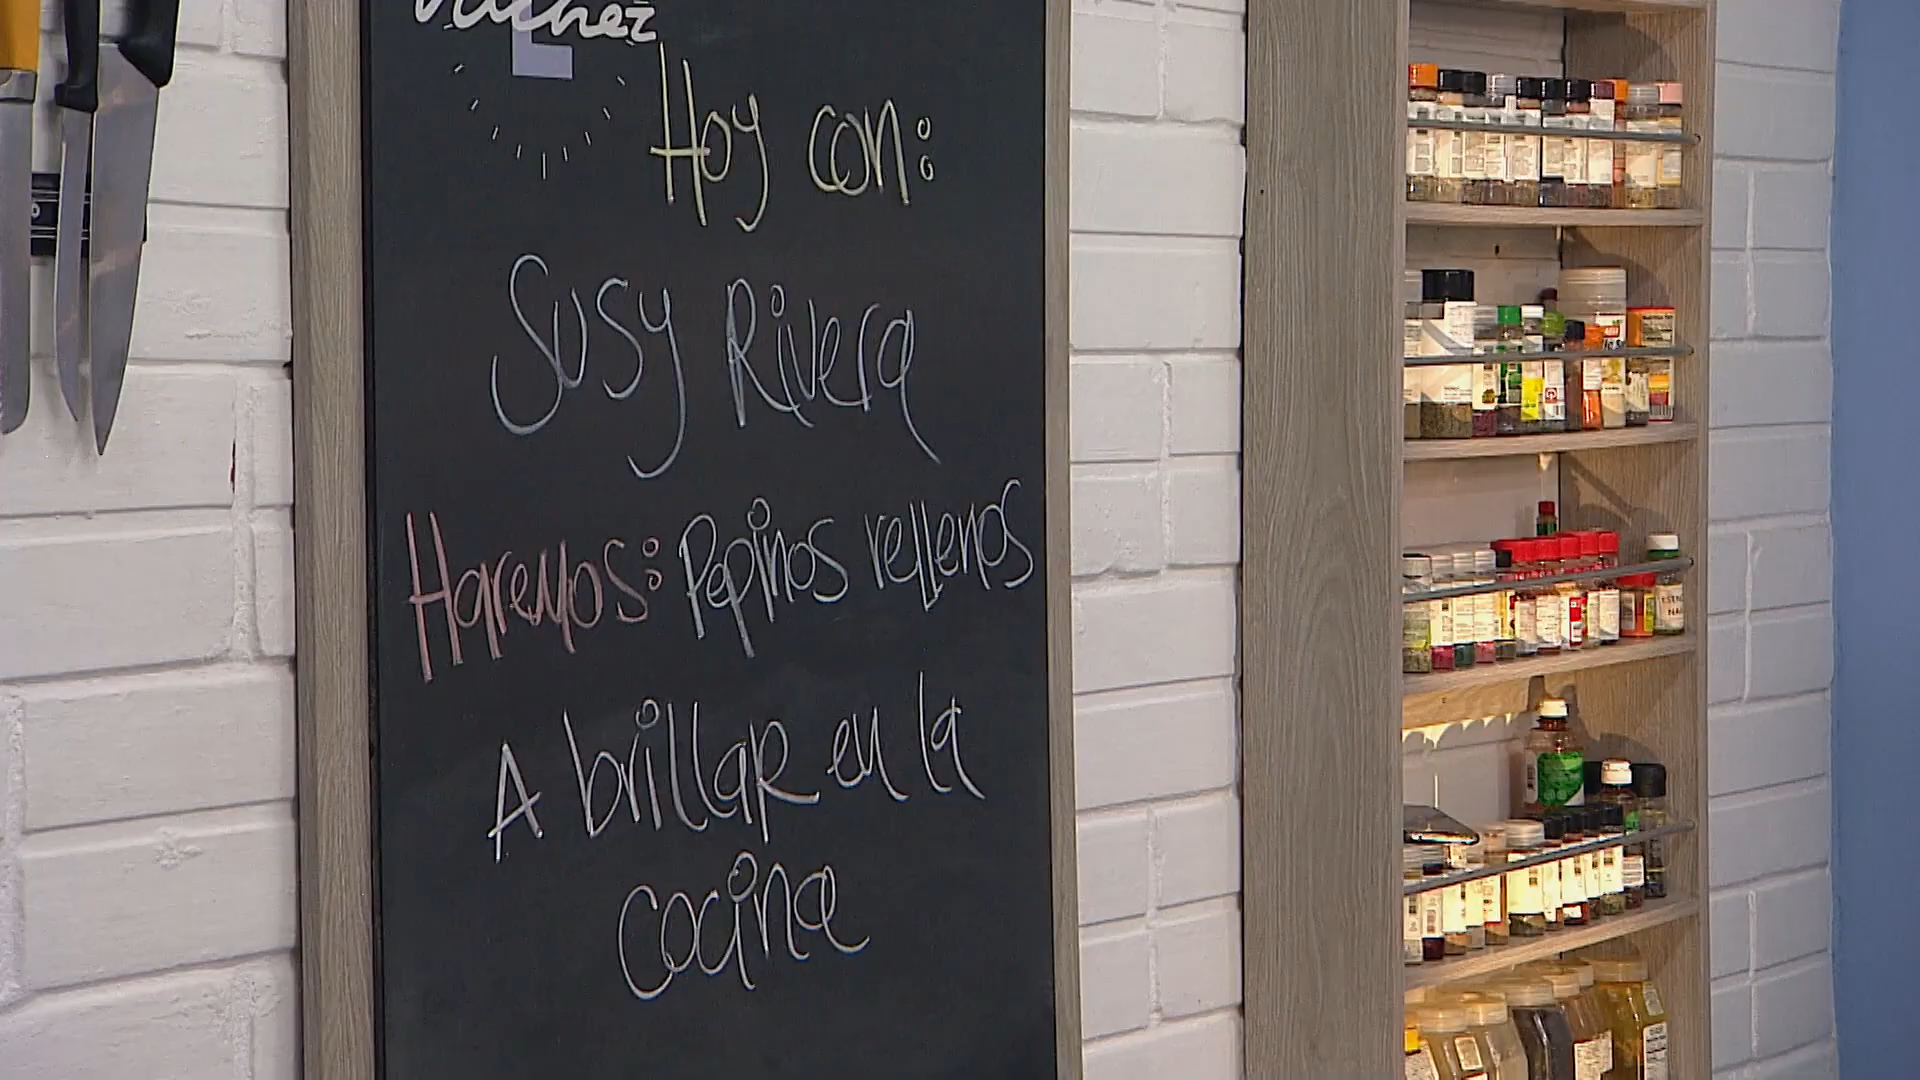 Hoy con:
Susy Rivera
Haremos: Pepinos rellenos
A brillar en la
cocina